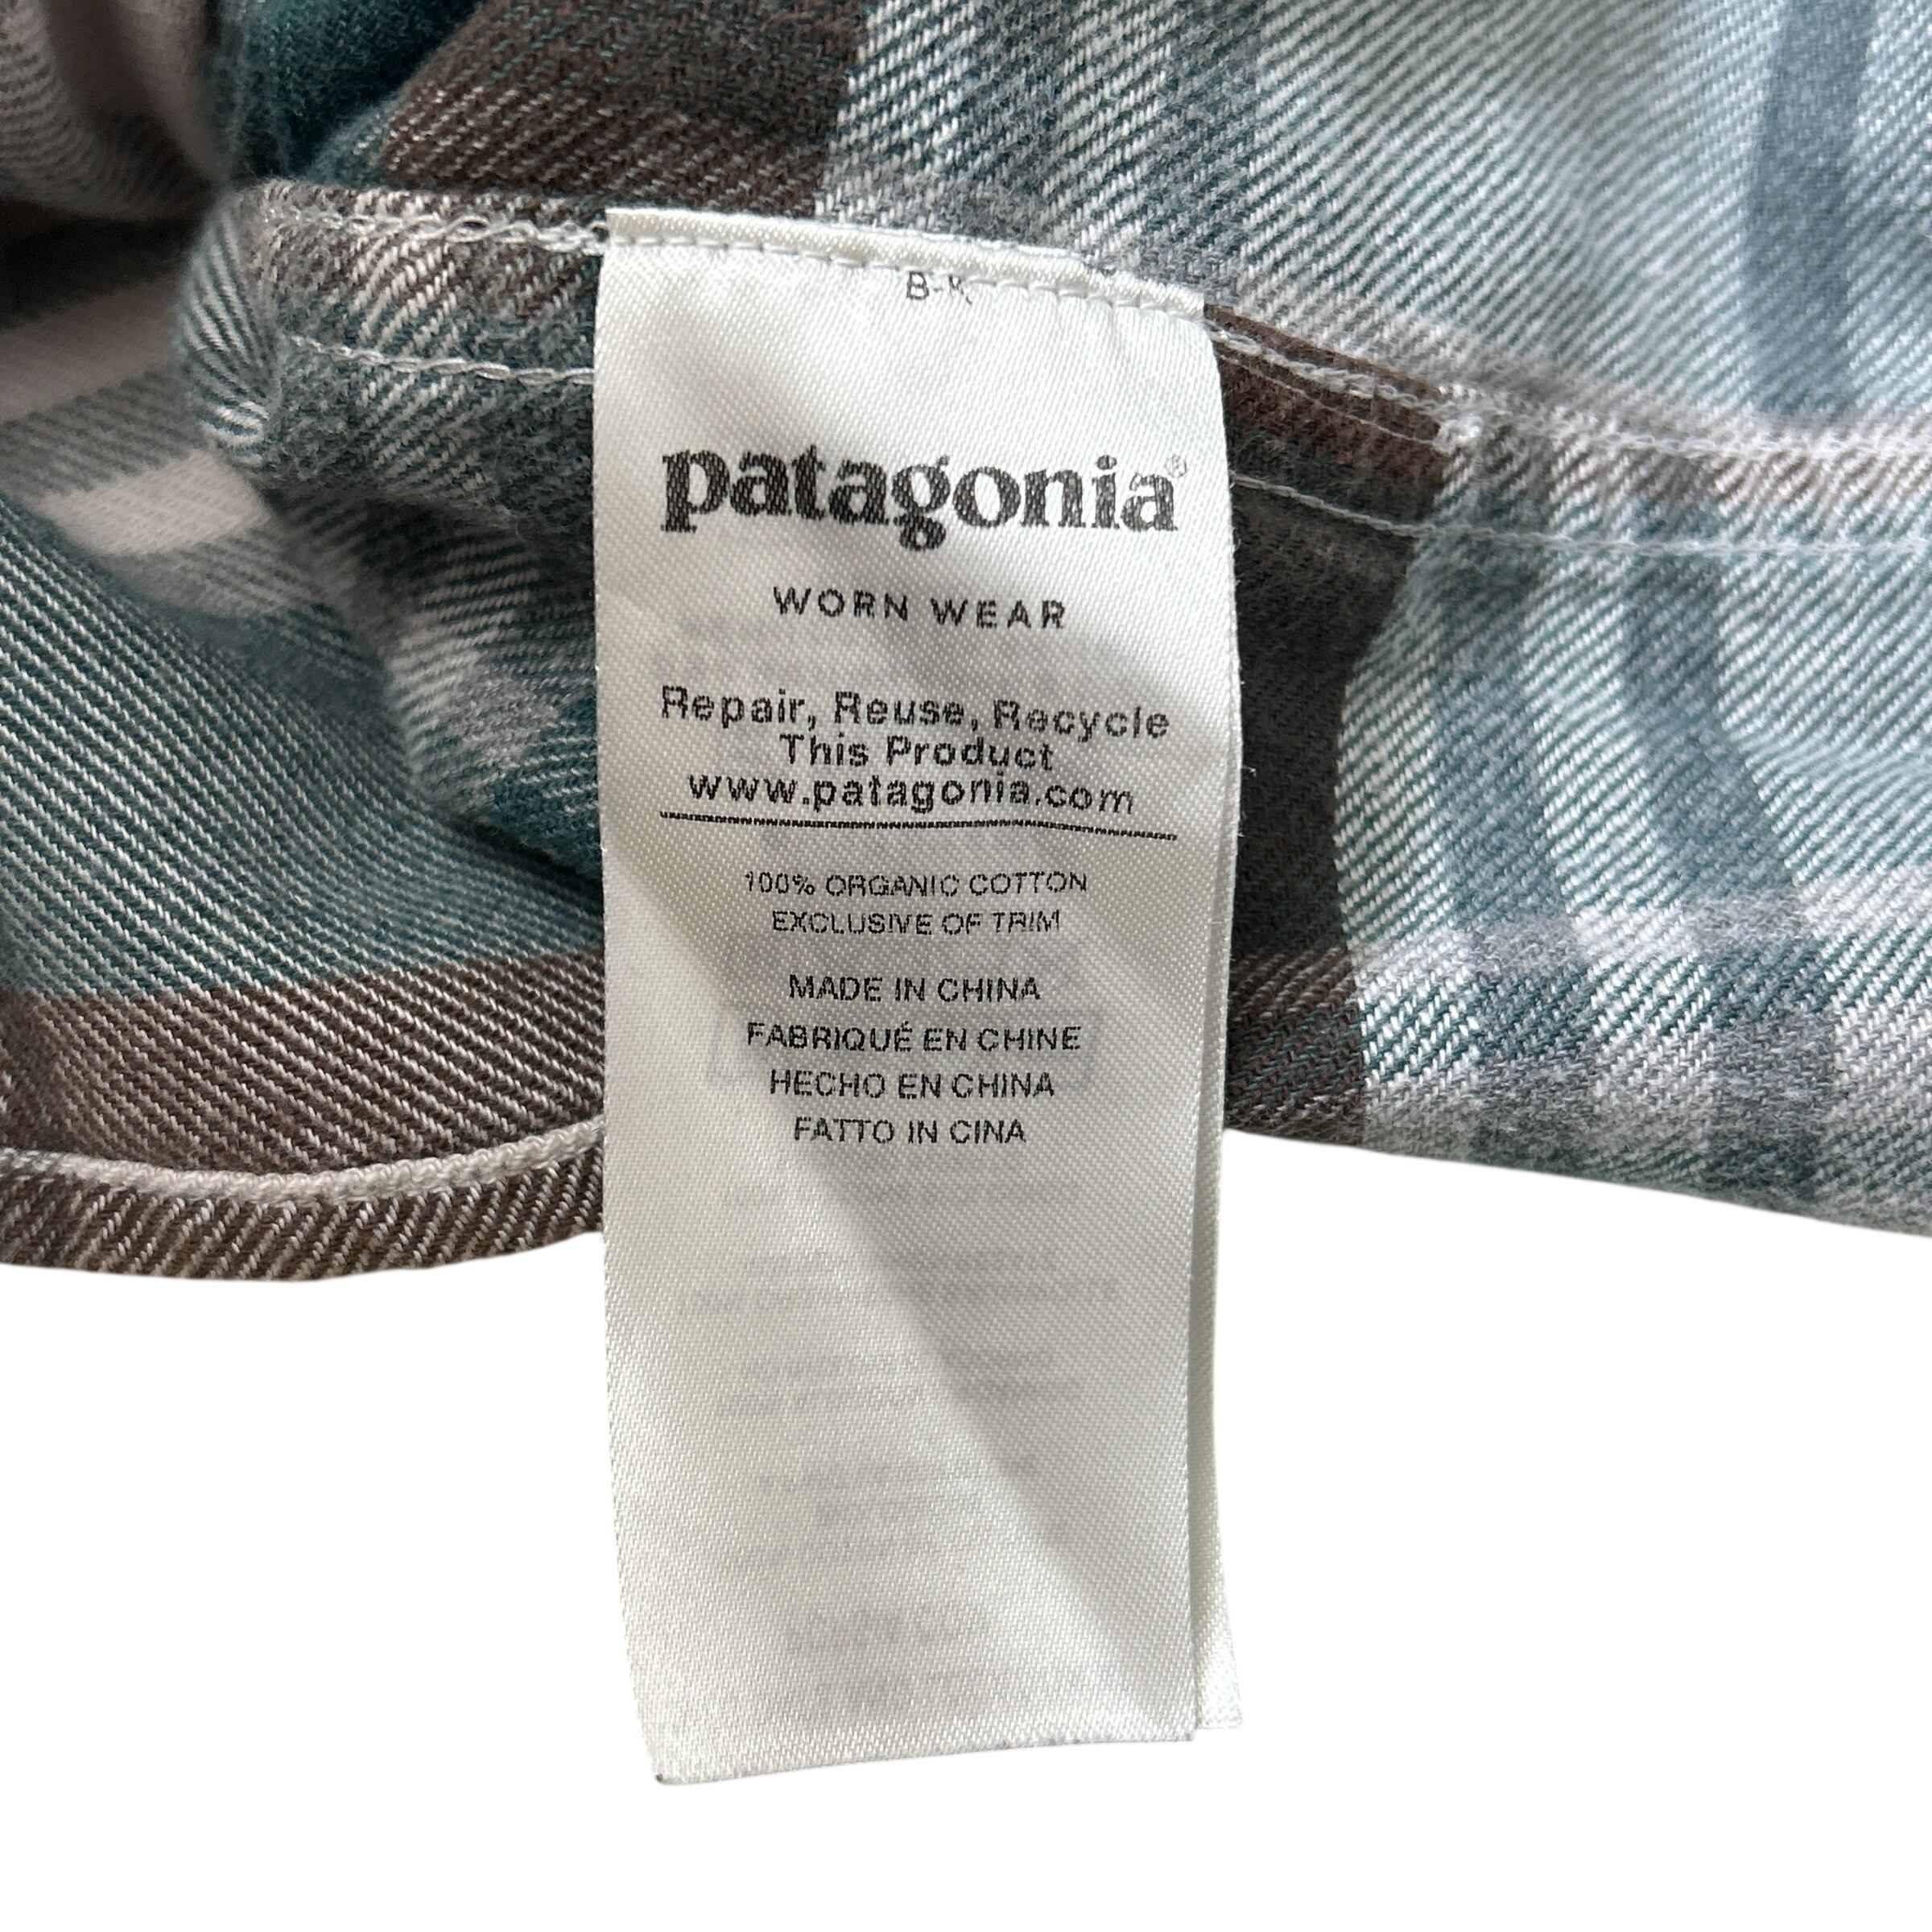 patagonia®
WORN WEAR
Repair, Reuse, Recycle
This Product
www.patagonia.com
100% ORGANIC COTTON
EXCLUSIVE OF TRIM
MADE IN CHINA
FABRIQUÉ EN CHINE
HECHO EN CHINA
FATTO IN CINA